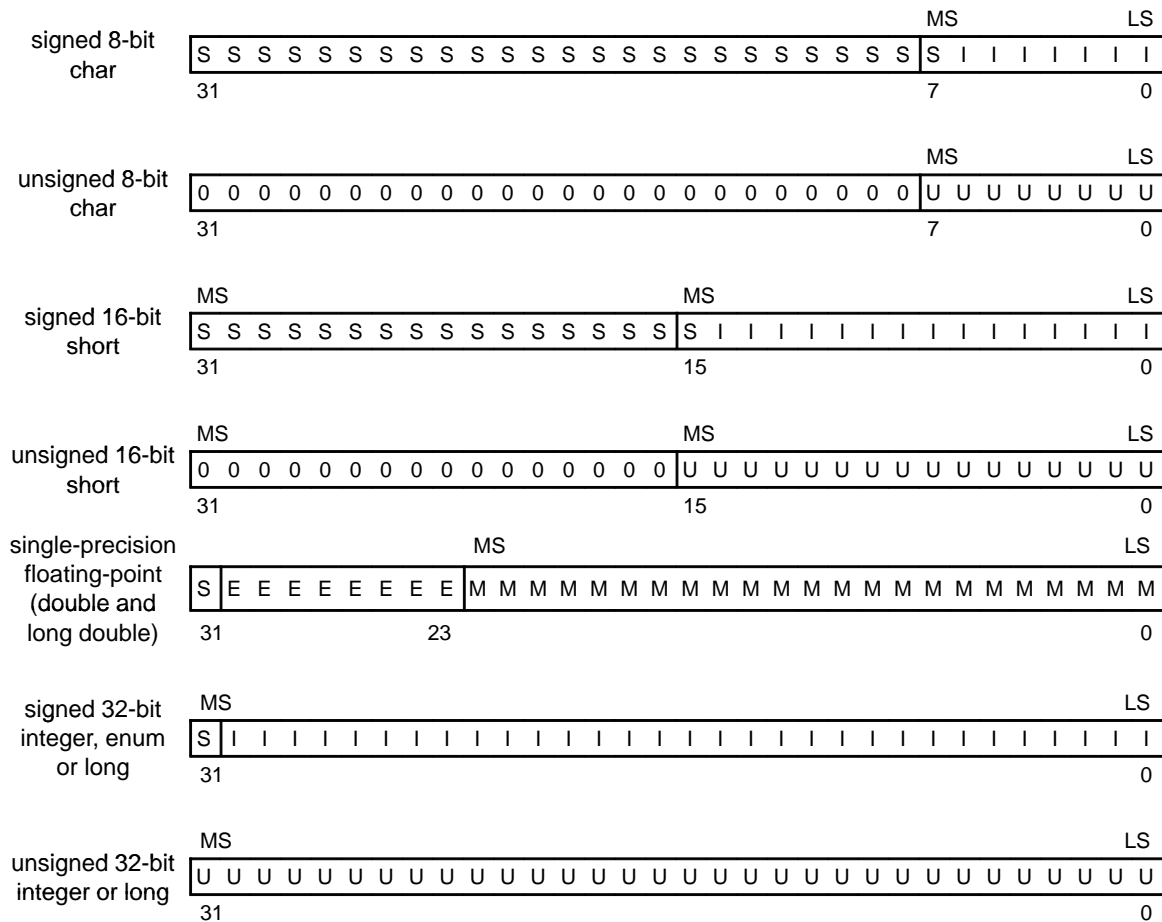 MS LS
signed 8-bit
char
S S S S S S S S S S S S S S S S S S S S S S S S S I I I I I I I
31 7 0
MS LS
unsigned 8-bit
char
0 0 0 0 0 0 0 0 0 0 0 0 0 0 0 0 0 0 0 0 0 0 0 0 U U U U U U U U
31 7 0
MS MS LS
signed 16-bit
short
S S S S S S S S S S S S S S S S S I I I I I I I I I I I I I I I
31 15 0
MS MS LS
unsigned 16-bit
short
0 0 0 0 0 0 0 0 0 0 0 0 0 0 0 0 U U U U U U U U U U U U U U U U
31 15 0
single-precision
floating-point
(double and
long double)
MS LS
S E E E E E E E E M M M M M M M M M M M M M M M M M M M M M M M
31 23 0
MS LS
signed 32-bit
integer, enum
or long
S I I I I I I I I I I I I I I I I I I I I I I I I I I I I I I I
31 0
MS LS
unsigned 32-bit
integer or long
U U U U U U U U U U U U U U U U U U U U U U U U U U U U U U U U
31 0